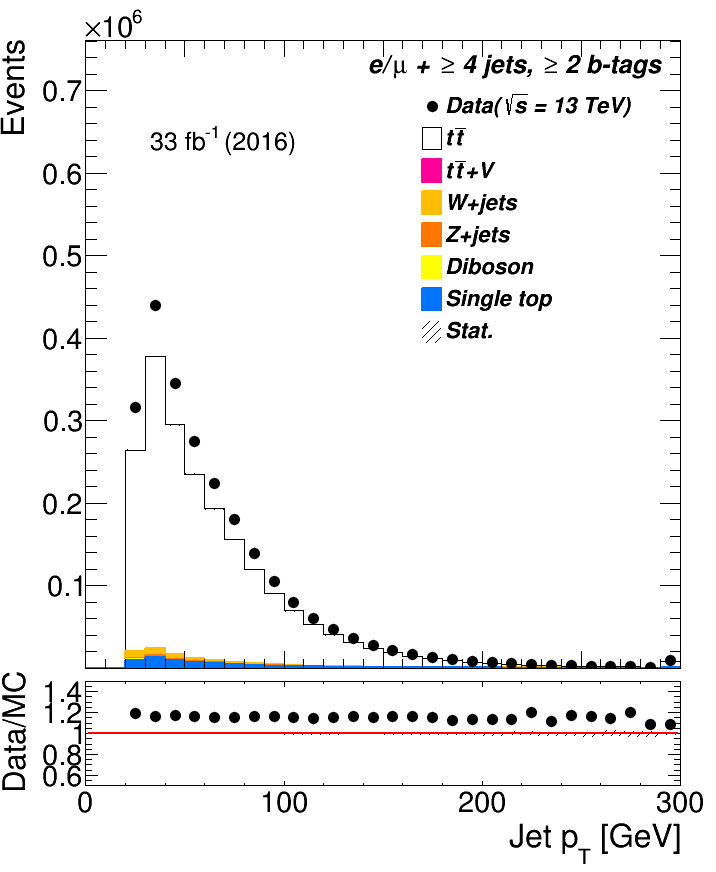 ×10⁶
Events
e/μ + ≥ 4 jets, ≥ 2 b-tags
Data(√s = 13 TeV)
33 fb⁻¹ (2016)
tt̅
tt̅+V
W+jets
Z+jets
Diboson
Single top
Stat.
0.7
0.6
0.5
0.4
0.3
0.2
0.1
Data/MC
1.4
1.2
1
0.8
0.6
0 100 200 300
Jet p_T [GeV]